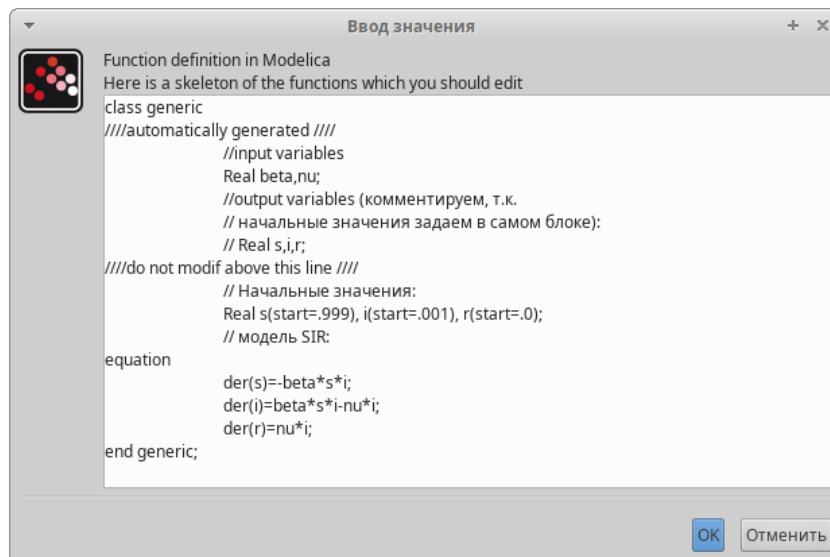 Ввод значения
Function definition in Modelica
Here is a skeleton of the functions which you should edit
class generic
////automatically generated ////
//input variables
Real beta,nu;
//output variables (комментируем, т.к.
// начальные значения задаем в самом блоке):
// Real s,i,r;
////do not modif above this line ////
// Начальные значения:
Real s(start=.999), i(start=.001), r(start=.0);
// модель SIR:
equation
der(s)=-beta*s*i;
der(i)=beta*s*i-nu*i;
der(r)=nu*i;
end generic;
OK Отменить